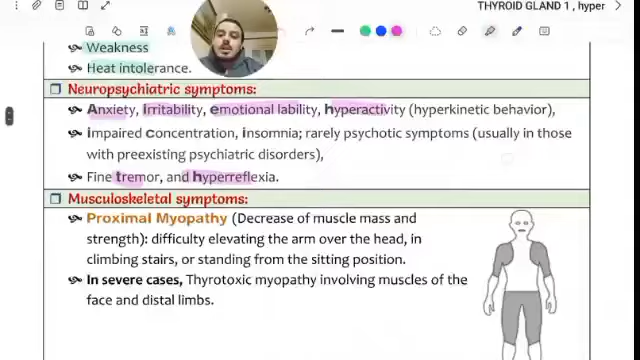 THYROID GLAND 1 , hyper
Weakness
Heat intolerance.
Neuropsychiatric symptoms:
Anxiety, irritability, emotional lability, hyperactivity (hyperkinetic behavior),
impaired concentration, insomnia; rarely psychotic symptoms (usually in those
with preexisting psychiatric disorders),
Fine tremor, and hyperreflexia.
Musculoskeletal symptoms:
Proximal Myopathy (Decrease of muscle mass and
strength): difficulty elevating the arm over the head, in
climbing stairs, or standing from the sitting position.
In severe cases, Thyrotoxic myopathy involving muscles of the
face and distal limbs.